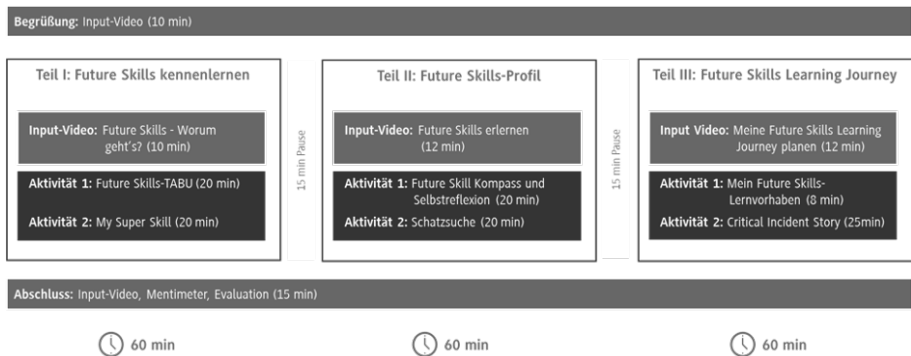 Begrüßung: Input-Video (10 min)
Teil I: Future Skills kennenlernen
Input-Video: Future Skills - Worum
geht's? (10 min)
Aktivität 1: Future Skills-TABU (20 min)
Aktivität 2: My Super Skill (20 min)
15 min Pause
Teil II: Future Skills-Profil
Input-Video: Future Skills erlernen
(12 min)
Aktivität 1: Future Skill Kompass und
Selbstreflexion (20 min)
Aktivität 2: Schatzsuche (20 min)
15 min Pause
Teil III: Future Skills Learning Journey
Input Video: Meine Future Skills Learning
Journey planen (12 min)
Aktivität 1: Mein Future Skills-
Lernvorhaben (8 min)
Aktivität 2: Critical Incident Story (25min)
Abschluss: Input-Video, Mentimeter, Evaluation (15 min)
60 min
60 min
60 min